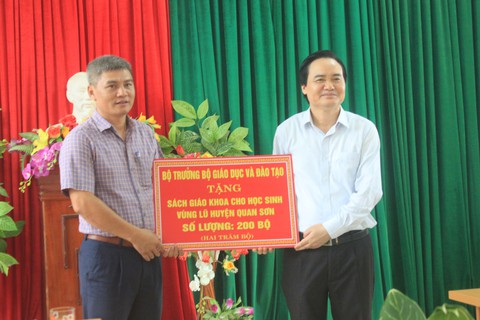 BỘ TRƯỞNG BỘ GIÁO DỤC VÀ ĐÀO TẠO
TẶNG
SÁCH GIÁO KHOA CHO HỌC SINH
VÙNG LŨ HUYỆN QUAN SƠN
SỐ LƯỢNG: 200 BỘ
(HAI TRĂM BỘ)